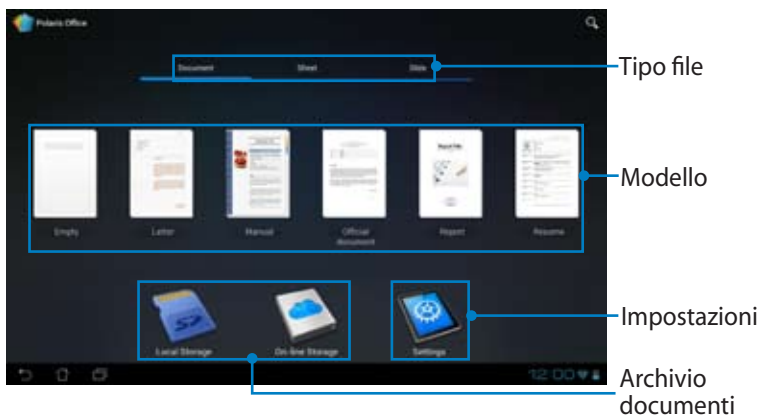 Polaris Office
Document Sheet Slide
Tipo file
Modello
Empty Letter Manual Official document Report Resume
Impostazioni
Local Storage On-line Storage Settings
12:00
Archivio
documenti